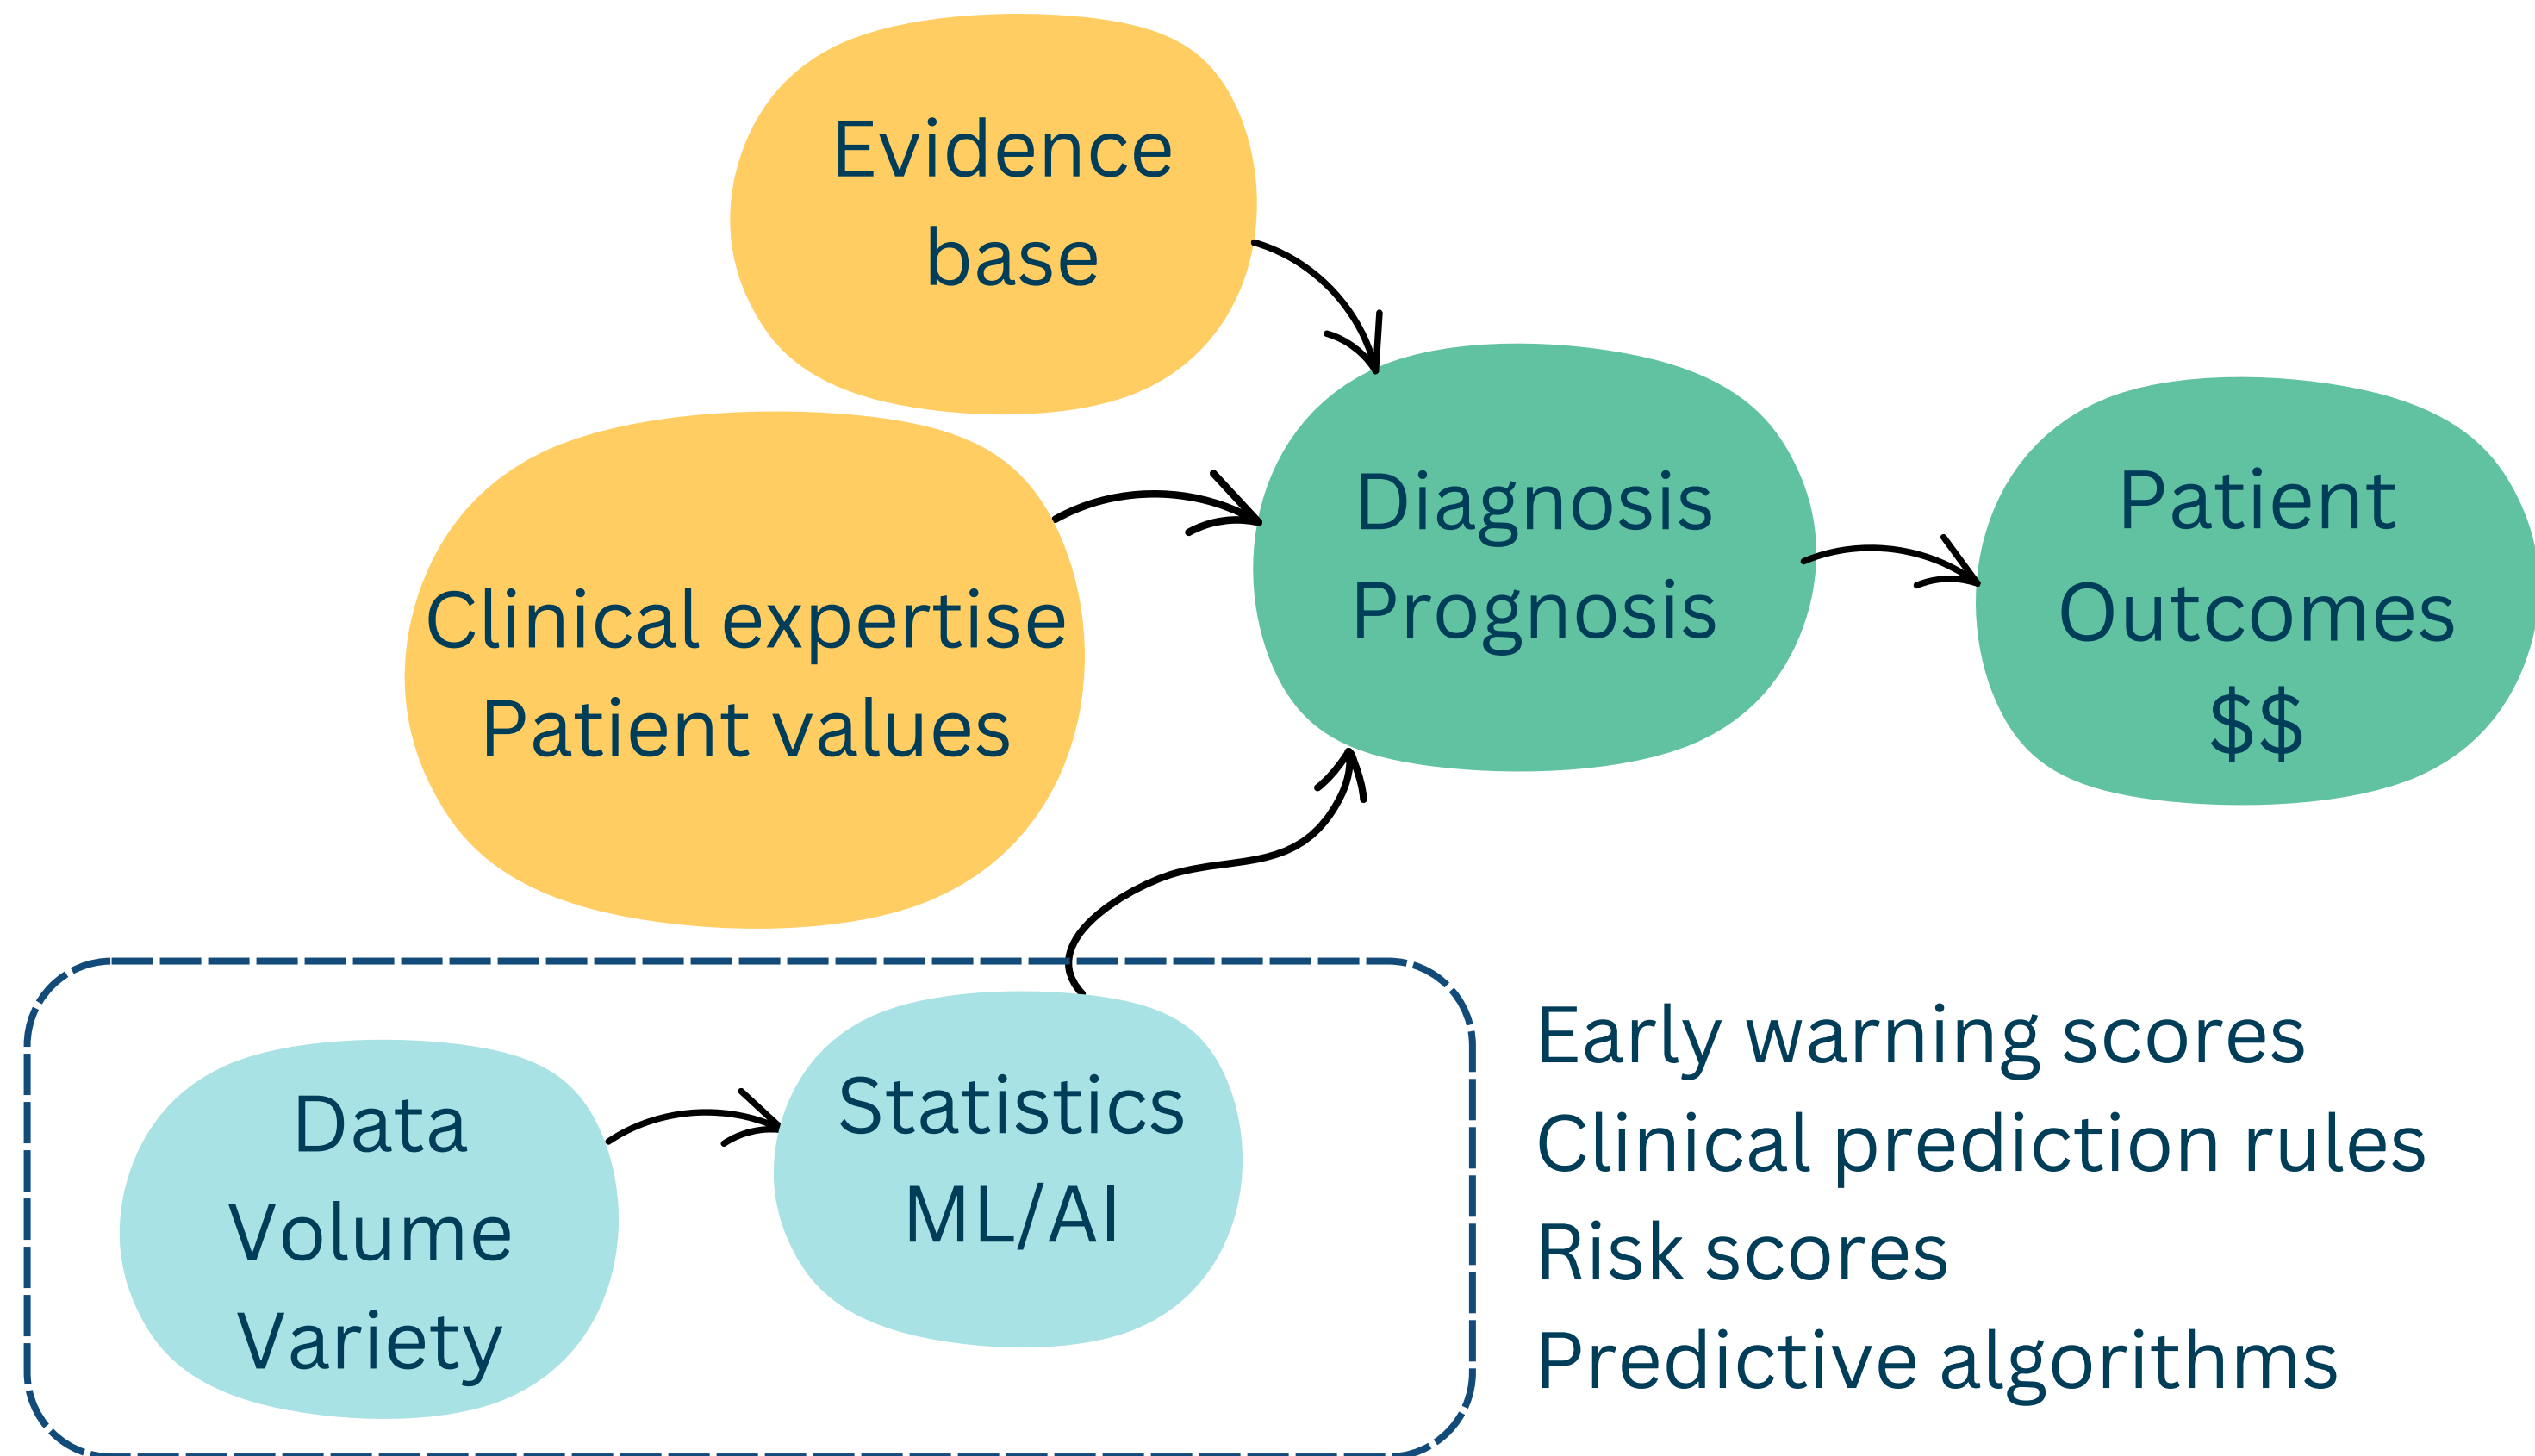 Evidence
base
Clinical expertise
Patient values
Diagnosis
Prognosis
Patient
Outcomes
$$
Data
Volume
Variety
Statistics
ML/AI
Early warning scores
Clinical prediction rules
Risk scores
Predictive algorithms